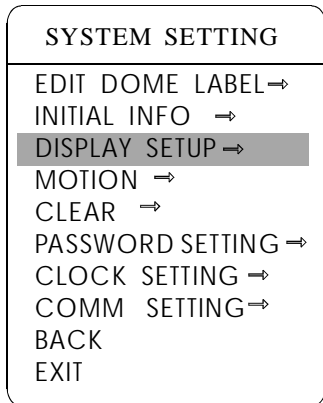 SYSTEM SETTING
EDIT DOME LABEL⇒
INITIAL INFO ⇒
DISPLAY SETUP⇒
MOTION ⇒
CLEAR ⇒
PASSWORD SETTING ⇒
CLOCK SETTING ⇒
COMM SETTING⇒
BACK
EXIT